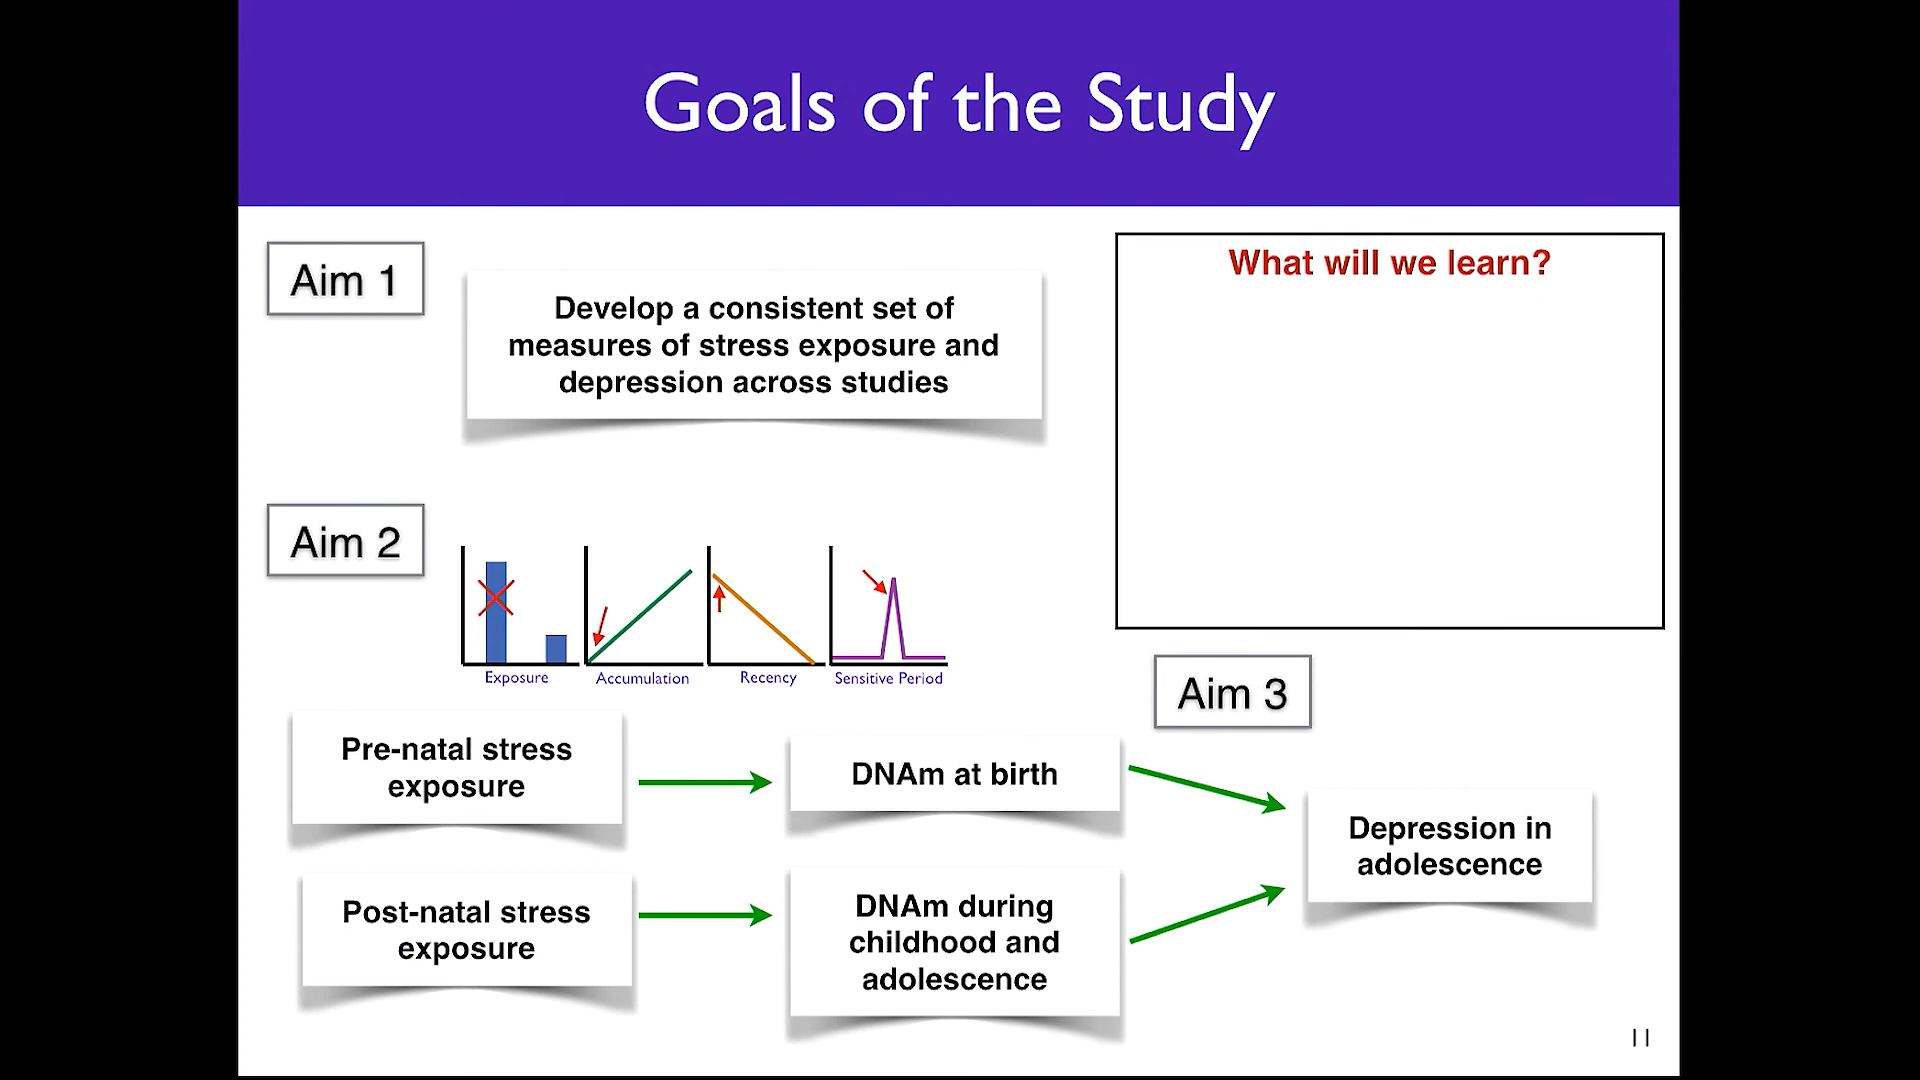 Goals of the Study
Aim 1
Develop a consistent set of
measures of stress exposure and
depression across studies
What will we learn?
Aim 2
Exposure
Accumulation
Recency
Sensitive Period
Aim 3
Pre-natal stress
exposure
DNAm at birth
Depression in
adolescence
Post-natal stress
exposure
DNAm during
childhood and
adolescence
11